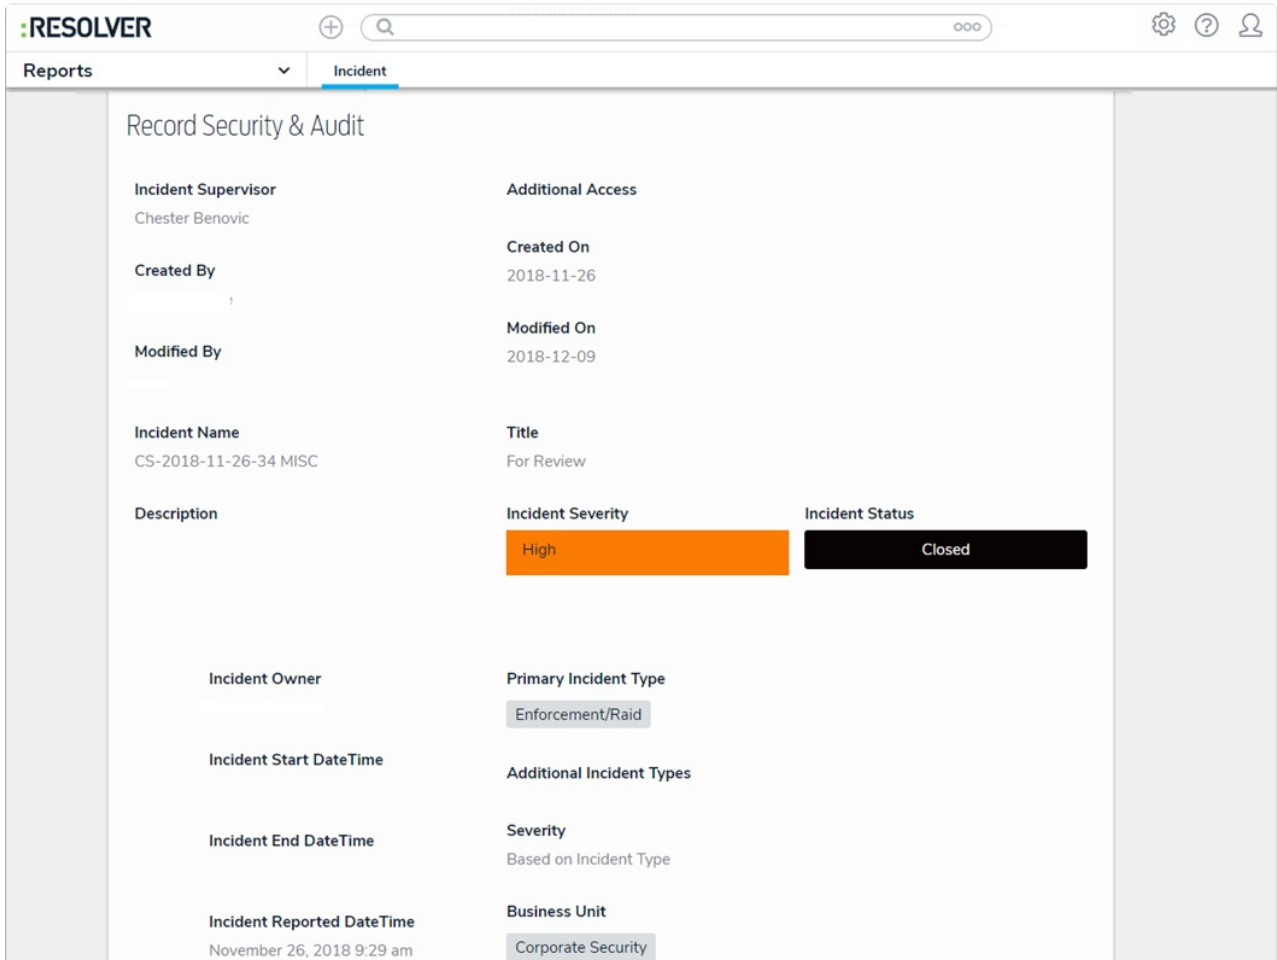 :RESOLVER
Reports
Incident
Record Security & Audit
Incident Supervisor
Chester Benovic
Additional Access
Created On
2018-11-26
Created By
Modified On
2018-12-09
Modified By
Incident Name
CS-2018-11-26-34 MISC
Title
For Review
Description
Incident Severity
High
Incident Status
Closed
Incident Owner
Primary Incident Type
Enforcement/Raid
Incident Start DateTime
Additional Incident Types
Incident End DateTime
Severity
Based on Incident Type
Incident Reported DateTime
November 26, 2018 9:29 am
Business Unit
Corporate Security